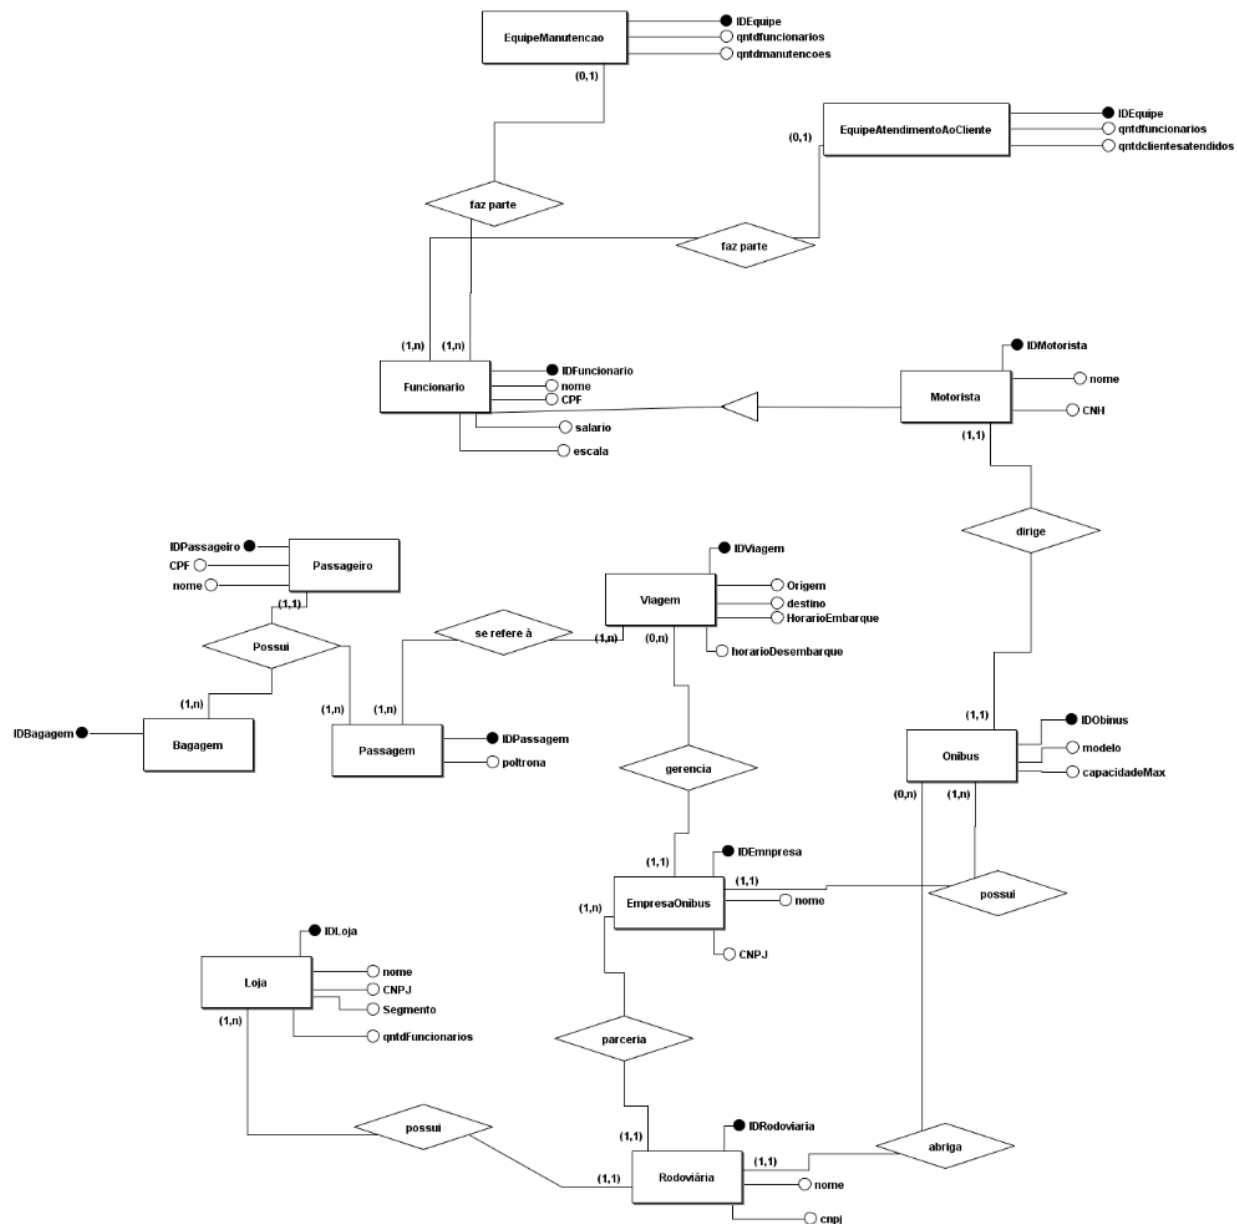 IDEquipe
EquipeManutencao
qntdfuncionarios
qntdmanutencoes
(0,1)
EquipeAtendimentoAoCliente
IDEquipe
qntdfuncionarios
qntdclientesatendidos
(0,1)
faz parte
faz parte
(1,n)
(1,n)
Funcionario
IDFuncionario
nome
CPF
salario
escala
IDMotorista
Motorista
nome
CNH
(1,1)
dirige
IDPassageiro
CPF
nome
Passageiro
(1,1)
Possui
(1,n)
(1,n)
IDBagagem
Bagagem
Passagem
IDPassagem
poltrona
(1,n)
se refere à
(1,n)
IDViagem
Viagem
Origem
destino
HorarioEmbarque
horarioDesembarque
(0,n)
gerencia
(1,1)
(1,1)
IDObinus
Onibus
modelo
capacidadeMax
(0,n)
(1,n)
IDEmnpresa
EmpresaOnibus
(1,1)
nome
CNPJ
possui
(1,n)
IDLoja
Loja
nome
CNPJ
Segmento
qntdFuncionarios
(1,n)
parceria
possui
abriga
(1,1)
(1,1)
(1,1)
IDRodoviaria
Rodoviária
nome
cnpj